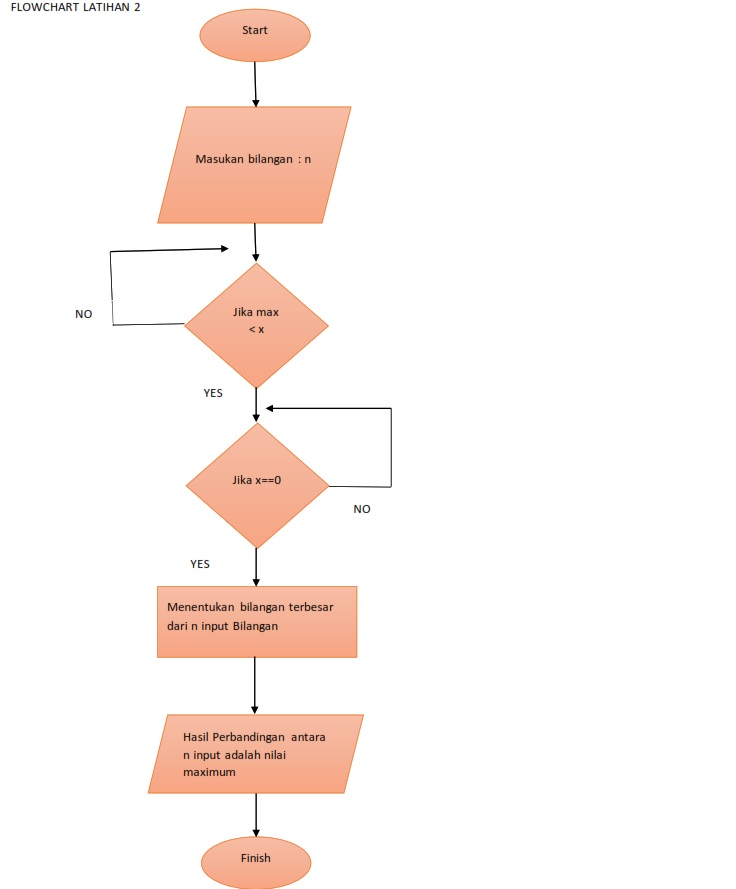 FLOWCHART LATIHAN 2
Start
Masukan bilangan : n
NO
Jika max
< x
YES
Jika x==0
NO
YES
Menentukan bilangan terbesar
dari n input Bilangan
Hasil Perbandingan antara
n input adalah nilai
maximum
Finish